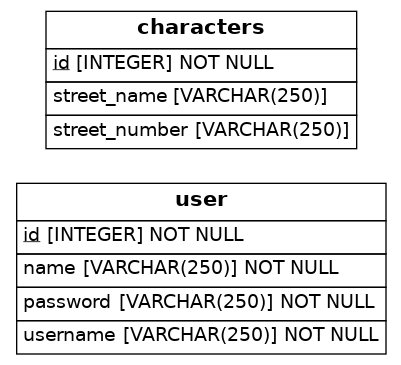 characters
id [INTEGER] NOT NULL
street_name [VARCHAR(250)]
street_number [VARCHAR(250)]
user
id [INTEGER] NOT NULL
name [VARCHAR(250)] NOT NULL
password [VARCHAR(250)] NOT NULL
username [VARCHAR(250)] NOT NULL